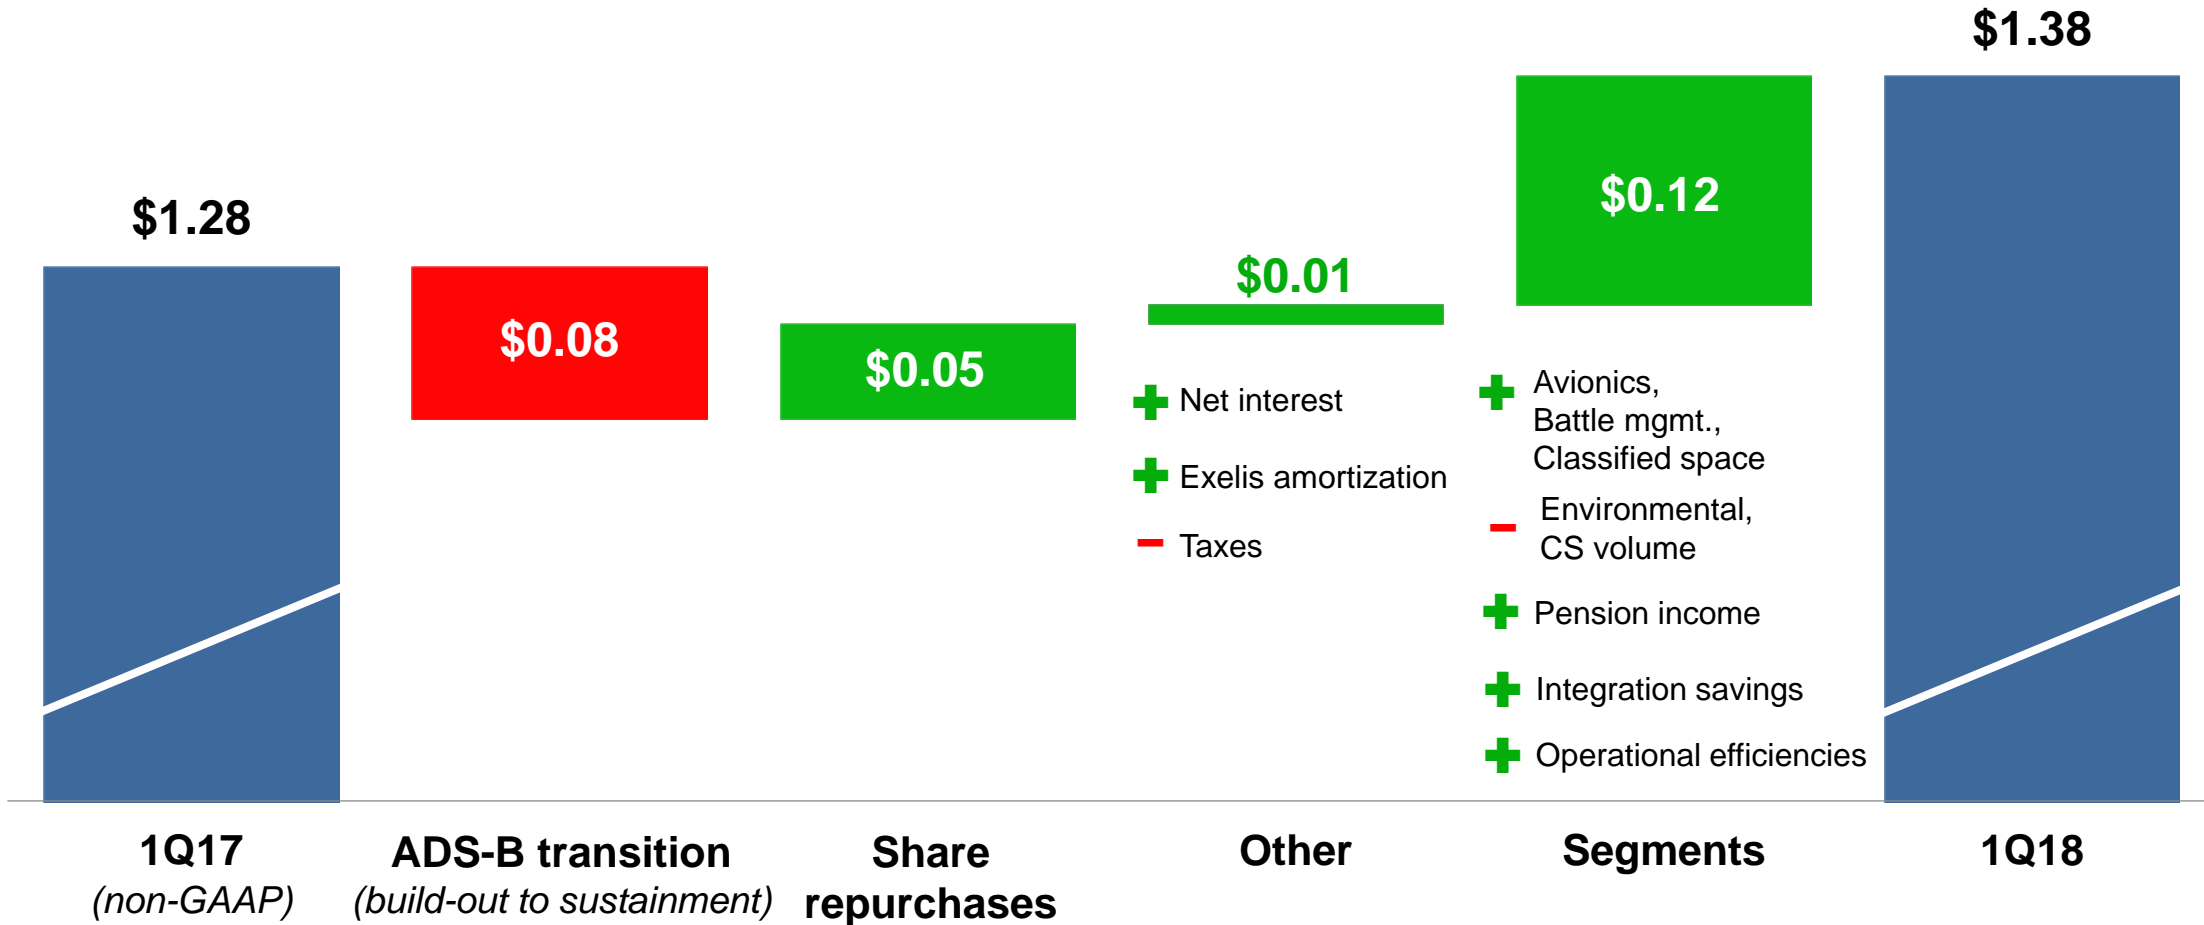 $1.38
$1.28
$0.08
$0.05
$0.01
$0.12
+ Net interest
+ Exelis amortization
- Taxes
+ Avionics,
Battle mgmt.,
Classified space
- Environmental,
CS volume
+ Pension income
+ Integration savings
+ Operational efficiencies
1Q17
(non-GAAP)
ADS-B transition
(build-out to sustainment)
Share
repurchases
Other
Segments
1Q18